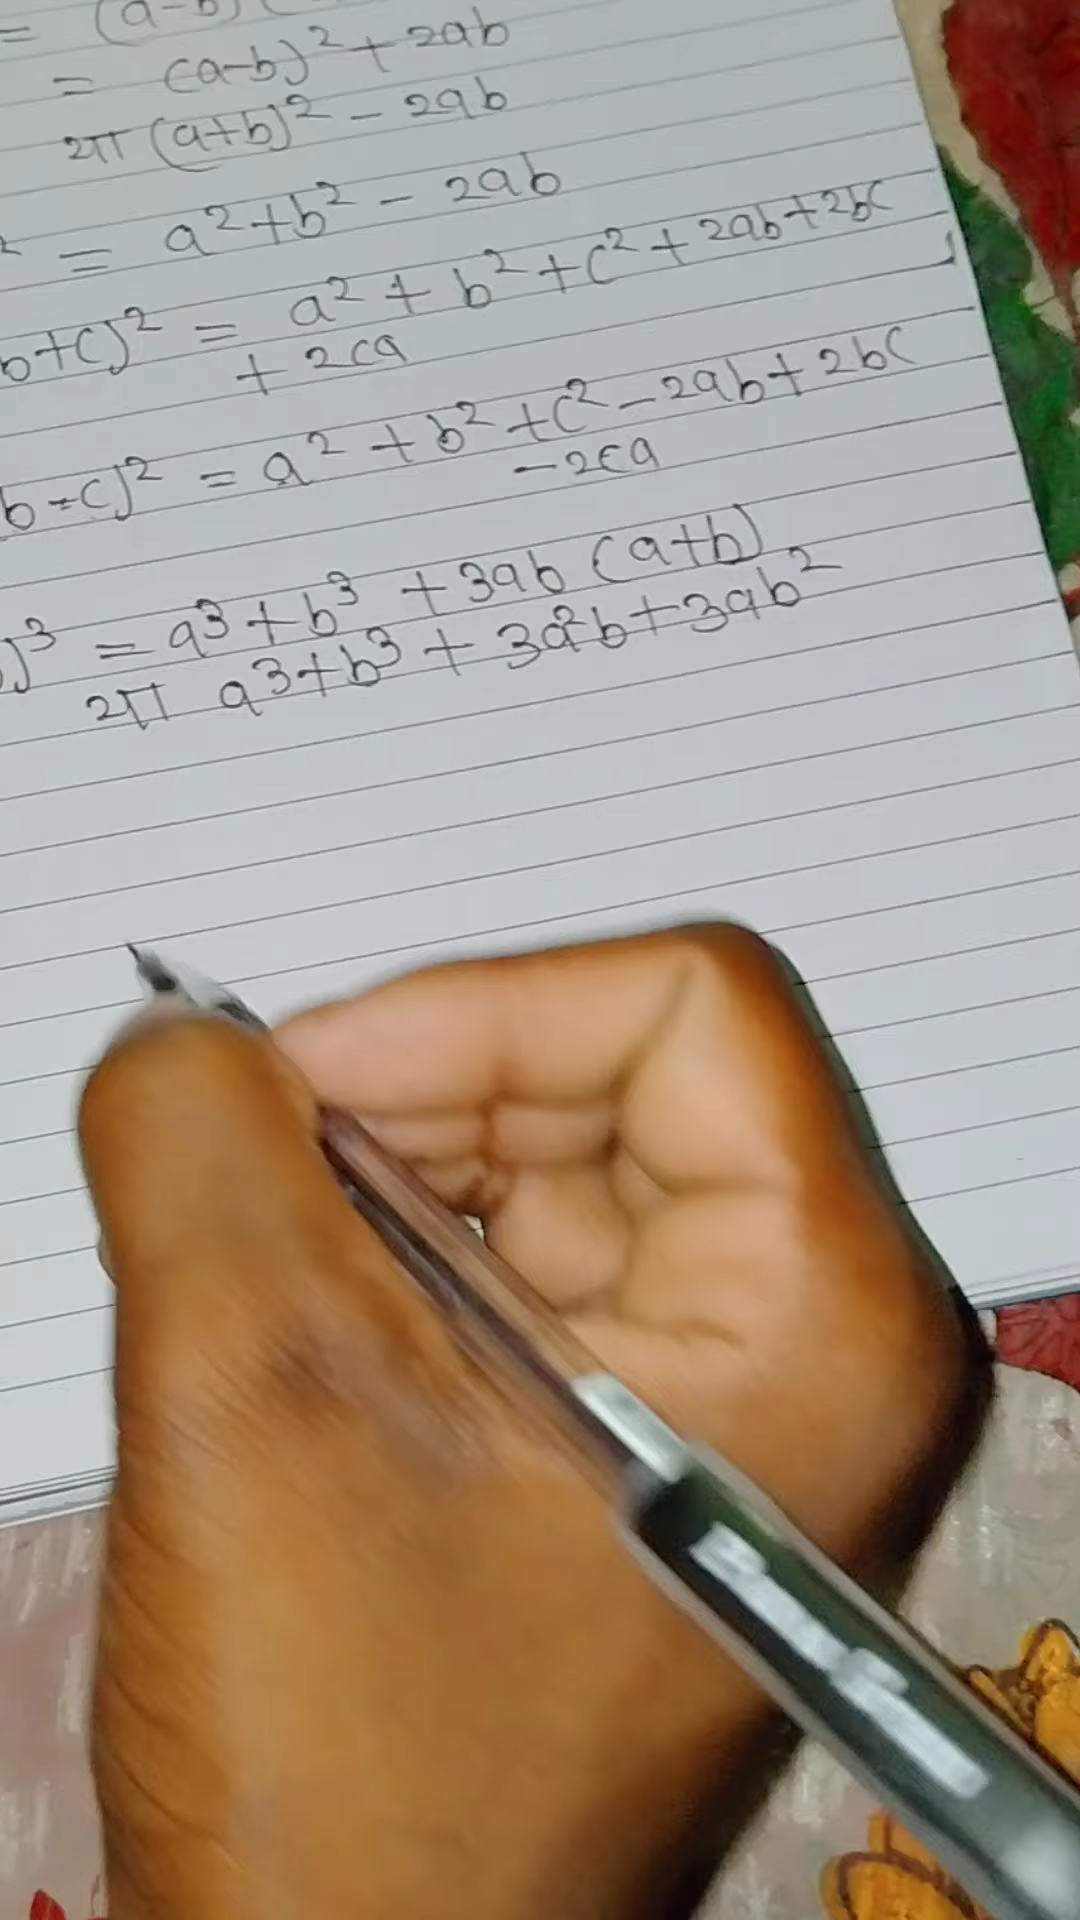 = (a-b)(
= (a-b)² + 2ab
या (a+b)² - 2ab
² = a² + b² - 2ab
b+c)² = a² + b² + c² + 2ab + 2bc
+ 2ca
b-c)² = a² + b² + c² - 2ab + 2bc
- 2ca
)³ = a³ + b³ + 3ab (a+b)
या a³ + b³ + 3a²b + 3ab²